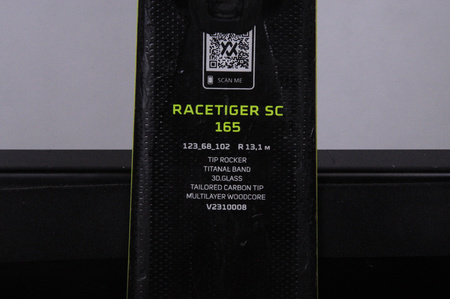 SCAN ME
RACETIGER SC
165
123_68_102 R 13,1 M
TIP ROCKER
TITANAL BAND
3D.GLASS
TAILORED CARBON TIP
MULTILAYER WOODCORE
V2310008